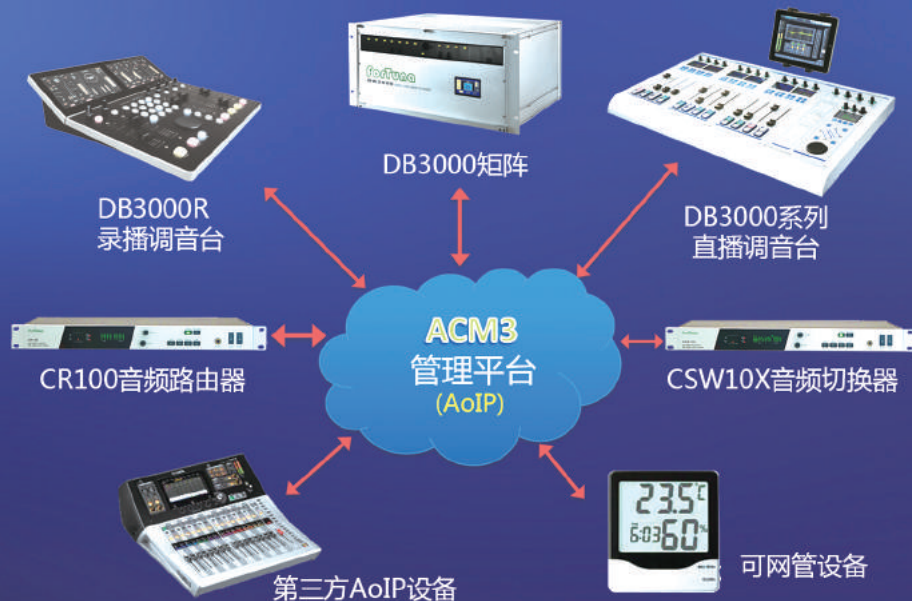 forTuna
DB3000矩阵
DB3000R
录播调音台
DB3000系列
直播调音台
ACM3
管理平台
(AoIP)
CR100音频路由器
CSW10X音频切换器
23.5℃
6:03 60%
第三方AoIP设备
可网管设备